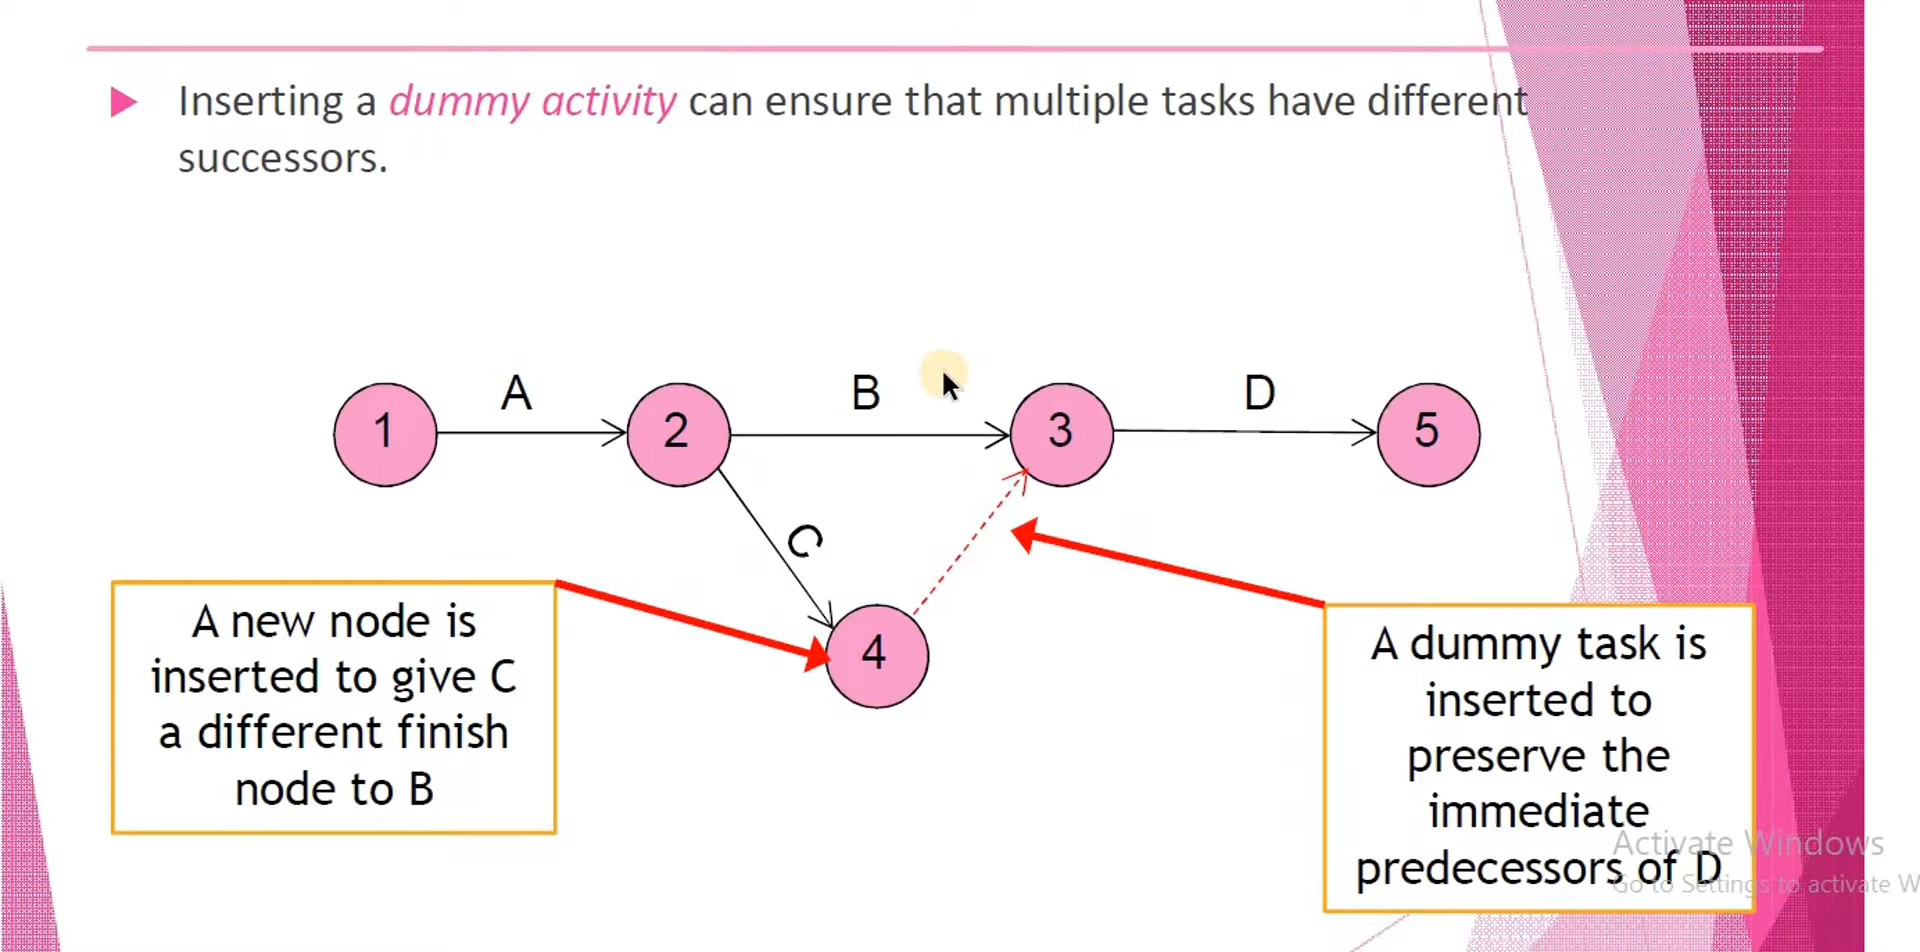 Inserting a dummy activity can ensure that multiple tasks have different
successors.
A
B
D
1
2
3
5
C
4
A new node is
inserted to give C
a different finish
node to B
A dummy task is
inserted to
preserve the
immediate
predecessors of D
Activate Windows
Go to Settings to activate W